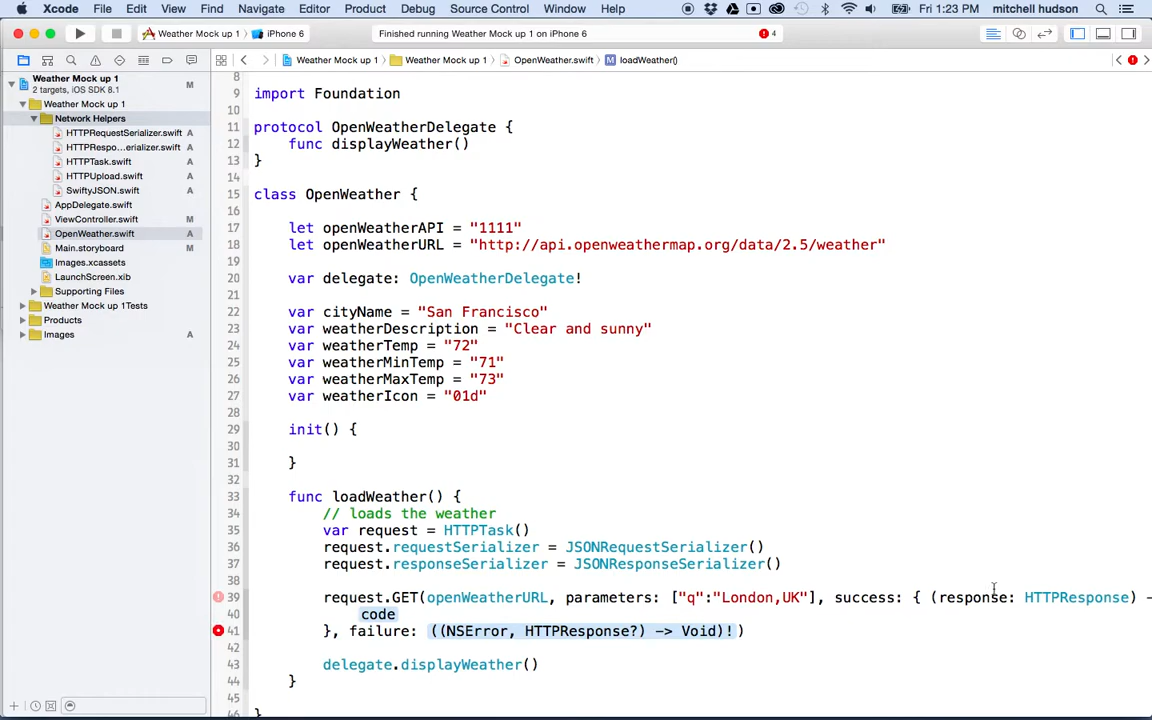 Xcode File Edit View Find Navigate Editor Product Debug Source Control Window Help Fri 1:23 PM mitchell hudson
Weather Mock up 1 iPhone 6 Finished running Weather Mock up 1 on iPhone 6 4
Weather Mock up 1 Weather Mock up 1 OpenWeather.swift M loadWeather()
Weather Mock up 1
2 targets, iOS SDK 8.1 M
Weather Mock up 1
Network Helpers
HTTPRequestSerializer.swift A
HTTPRespo...erializer.swift A
HTTPTask.swift A
HTTPUpload.swift A
SwiftyJSON.swift A
AppDelegate.swift
ViewController.swift M
OpenWeather.swift A
Main.storyboard M
Images.xcassets
LaunchScreen.xib
Supporting Files
Weather Mock up 1Tests
Products
Images A
8
9 import Foundation
10
11 protocol OpenWeatherDelegate {
12 func displayWeather()
13 }
14
15 class OpenWeather {
16
17 let openWeatherAPI = "1111"
18 let openWeatherURL = "http://api.openweathermap.org/data/2.5/weather"
19
20 var delegate: OpenWeatherDelegate!
21
22 var cityName = "San Francisco"
23 var weatherDescription = "Clear and sunny"
24 var weatherTemp = "72"
25 var weatherMinTemp = "71"
26 var weatherMaxTemp = "73"
27 var weatherIcon = "01d"
28
29 init() {
30
31 }
32
33 func loadWeather() {
34 // loads the weather
35 var request = HTTPTask()
36 request.requestSerializer = JSONRequestSerializer()
37 request.responseSerializer = JSONResponseSerializer()
38
39 request.GET(openWeatherURL, parameters: ["q":"London,UK"], success: { (response: HTTPResponse) -
40 code
41 }, failure: ((NSError, HTTPResponse?) -> Void)!)
42
43 delegate.displayWeather()
44 }
45
46 }